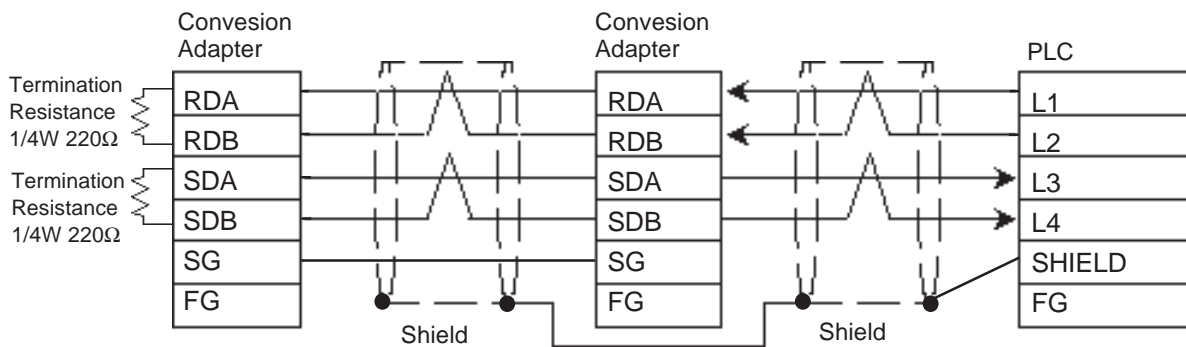 Convesion
Adapter
Convesion
Adapter
PLC
Termination
Resistance
1/4W 220Ω
Termination
Resistance
1/4W 220Ω
RDA
RDB
SDA
SDB
SG
FG
RDA
RDB
SDA
SDB
SG
FG
L1
L2
L3
L4
SHIELD
FG
Shield
Shield